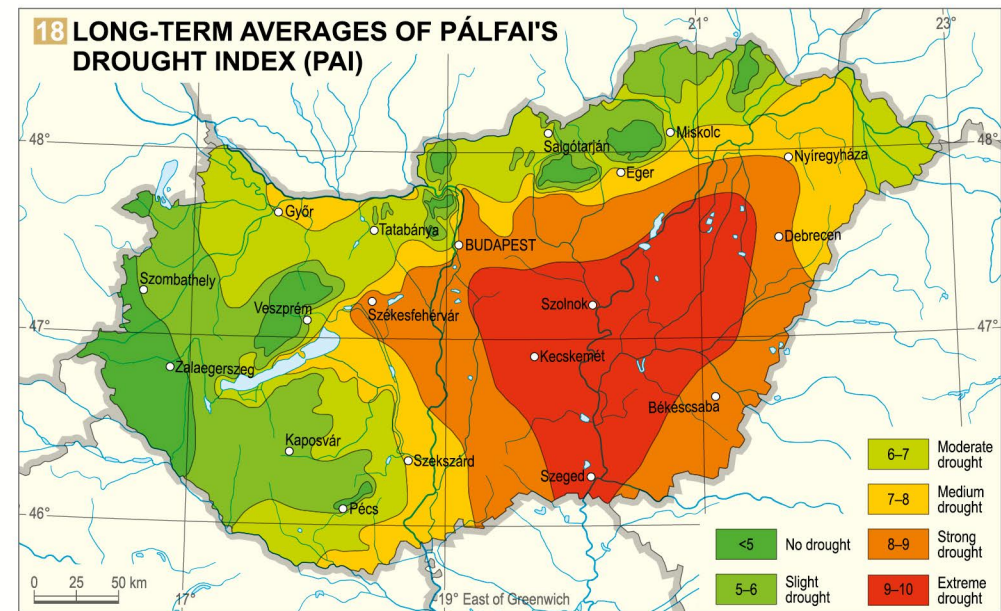 18 LONG-TERM AVERAGES OF PÁLFAI'S
DROUGHT INDEX (PAI)
21°
23°
48°
Salgótarján
Miskolc
48°
Eger
Nyíregyháza
Győr
Tatabánya
BUDAPEST
Debrecen
Szombathely
Veszprém
Székesfehérvár
Szolnok
47°
47°
Zalaegerszeg
Kecskemét
Békéscsaba
Kaposvár
Szekszárd
Szeged
Pécs
46°
6–7 Moderate
drought
7–8 Medium
drought
<5 No drought
8–9 Strong
drought
5–6 Slight
drought
9–10 Extreme
drought
0 25 50 km
17°
19° East of Greenwich